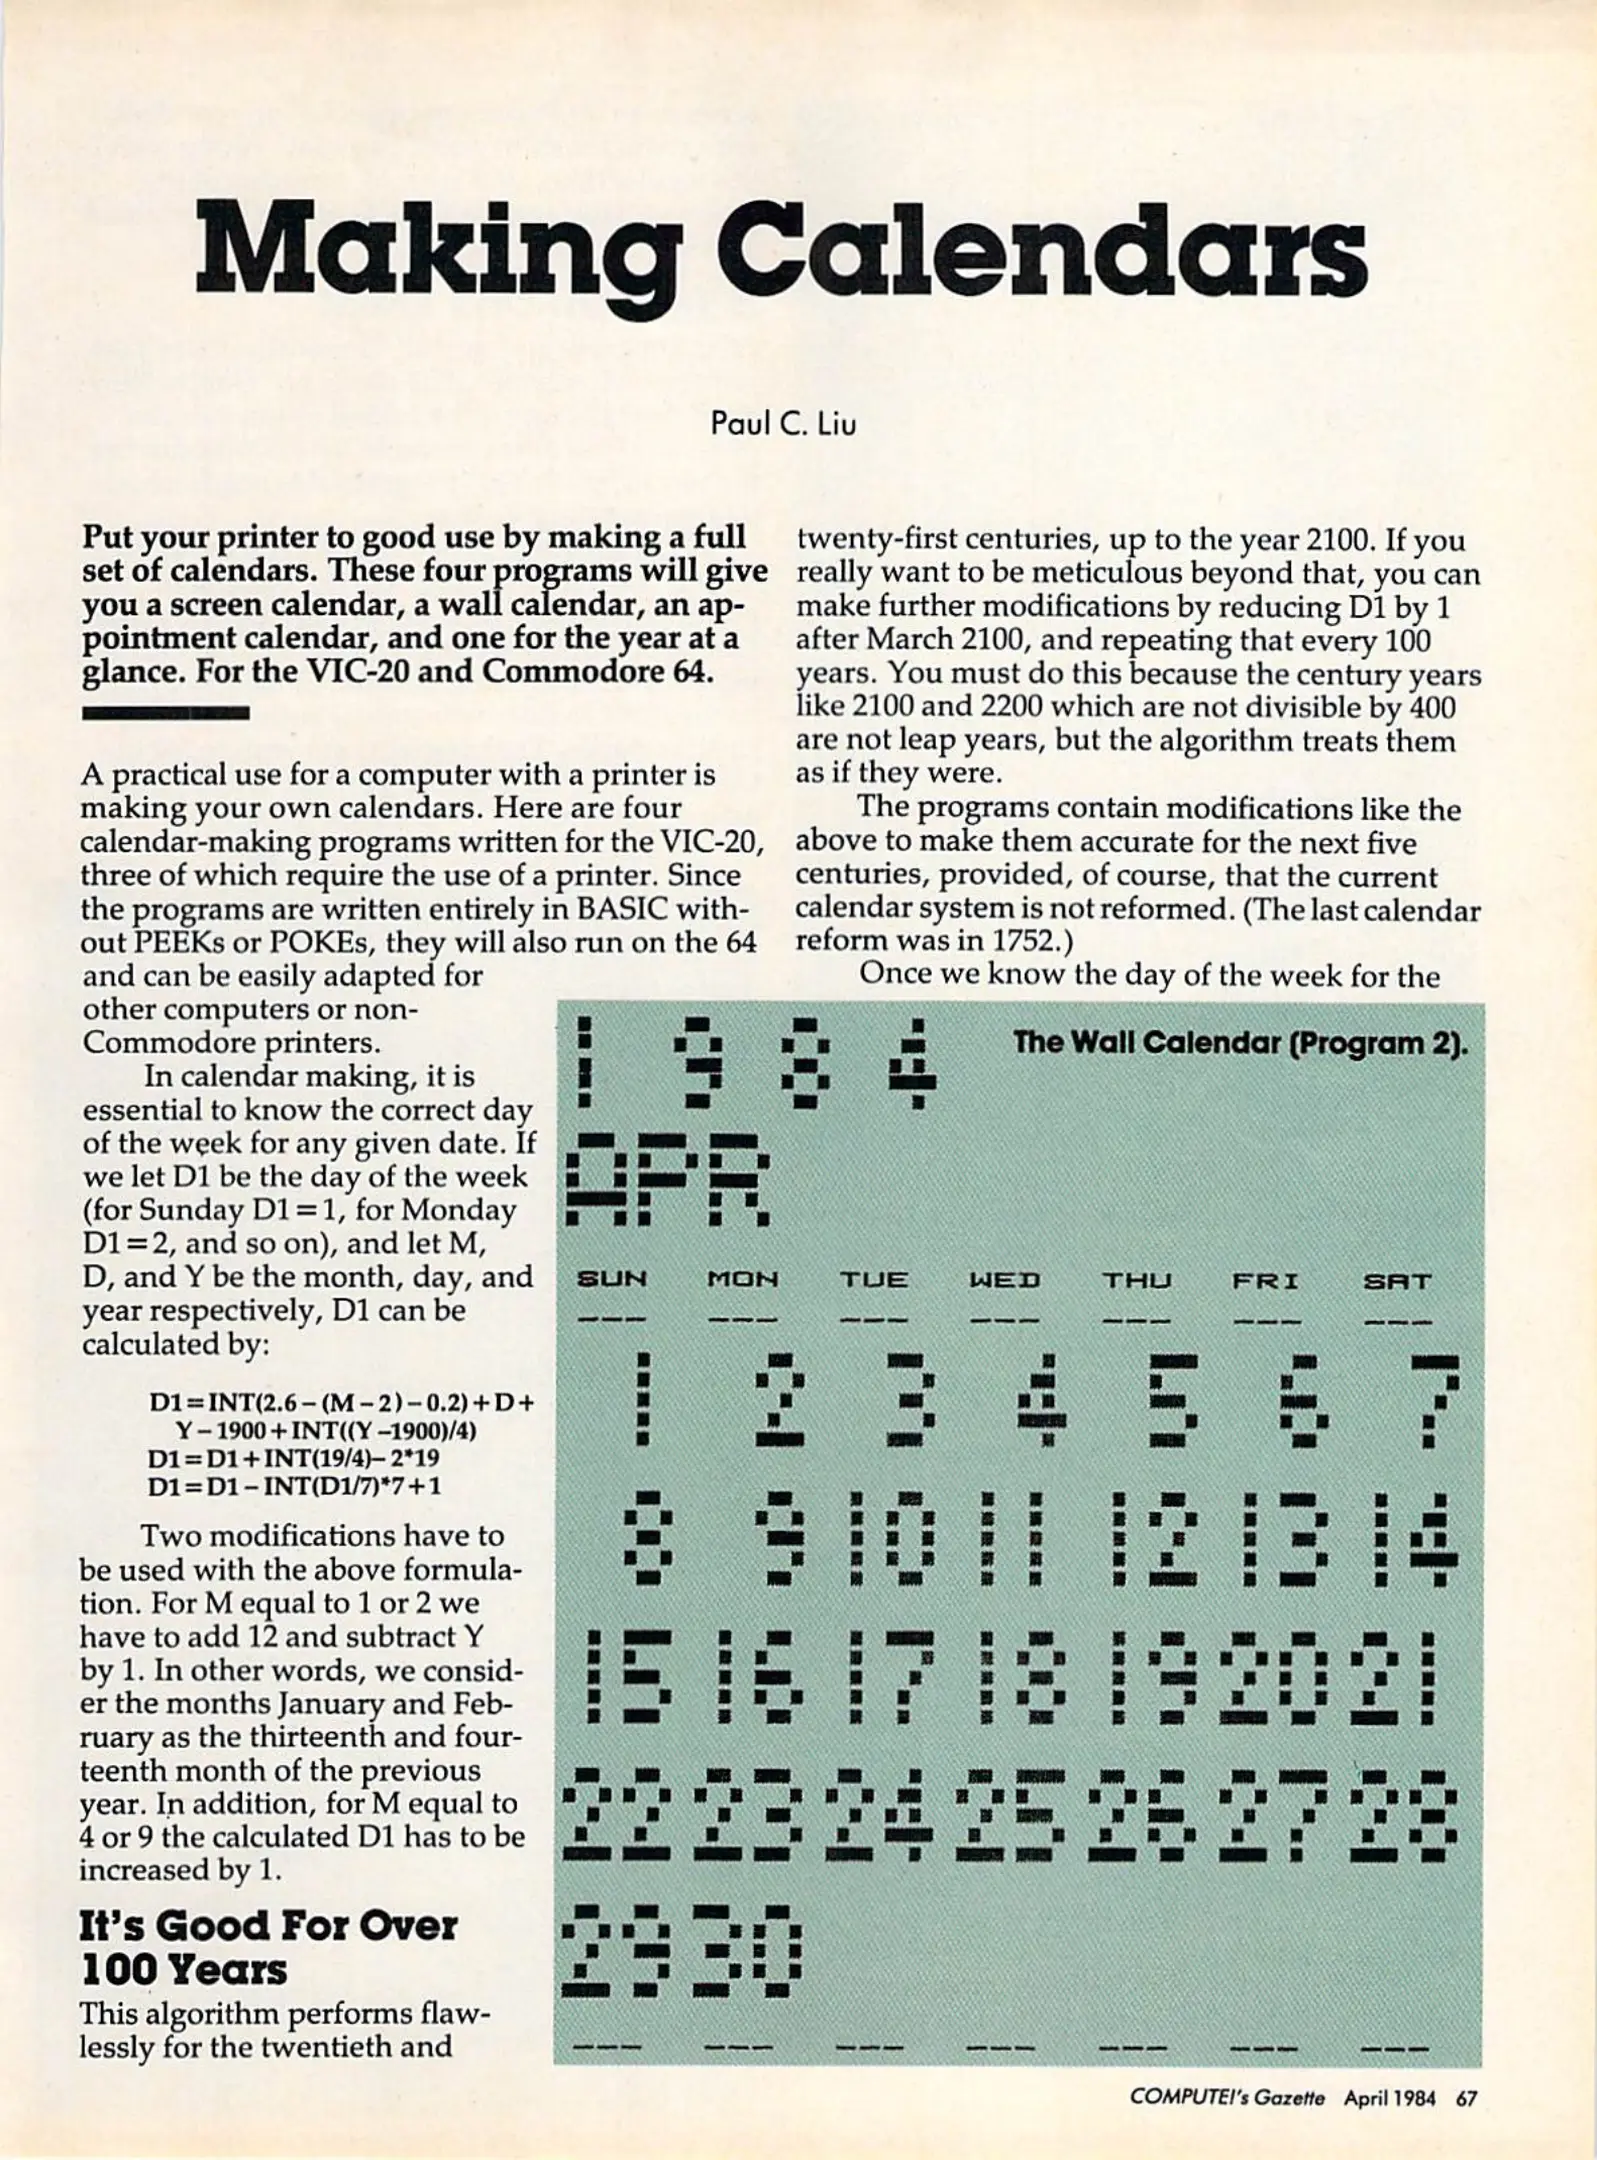 Making Calendars
Paul C. Liu
Put your printer to good use by making a full
set of calendars. These four programs will give
you a screen calendar, a wall calendar, an ap-
pointment calendar, and one for the year at a
glance. For the VIC-20 and Commodore 64.
A practical use for a computer with a printer is
making your own calendars. Here are four
calendar-making programs written for the VIC-20,
three of which require the use of a printer. Since
the programs are written entirely in BASIC with-
out PEEKs or POKEs, they will also run on the 64
and can be easily adapted for
other computers or non-
Commodore printers.
In calendar making, it is
essential to know the correct day
of the week for any given date. If
we let D1 be the day of the week
(for Sunday D1=1, for Monday
D1=2, and so on), and let M,
D, and Y be the month, day, and
year respectively, D1 can be
calculated by:
D1=INT(2.6-(M-2)-0.2)+D+
Y-1900+INT((Y-1900)/4)
D1=D1+INT(19/4)-2*19
D1=D1-INT(D1/7)*7+1
Two modifications have to
be used with the above formula-
tion. For M equal to 1 or 2 we
have to add 12 and subtract Y
by 1. In other words, we consid-
er the months January and Feb-
ruary as the thirteenth and four-
teenth month of the previous
year. In addition, for M equal to
4 or 9 the calculated D1 has to be
increased by 1.
It's Good For Over
100 Years
This algorithm performs flaw-
lessly for the twentieth and
twenty-first centuries, up to the year 2100. If you
really want to be meticulous beyond that, you can
make further modifications by reducing D1 by 1
after March 2100, and repeating that every 100
years. You must do this because the century years
like 2100 and 2200 which are not divisible by 400
are not leap years, but the algorithm treats them
as if they were.
The programs contain modifications like the
above to make them accurate for the next five
centuries, provided, of course, that the current
calendar system is not reformed. (The last calendar
reform was in 1752.)
Once we know the day of the week for the
The Wall Calendar (Program 2).
1984
APR
SUN MON TUE WED THU FRI SAT
--- --- --- --- --- --- ---
1 2 3 4 5 6 7
8 9 10 11 12 13 14
15 16 17 18 19 20 21
22 23 24 25 26 27 28
29 30
--- --- --- --- --- --- ---
COMPUTE!'s Gazette April 1984 67